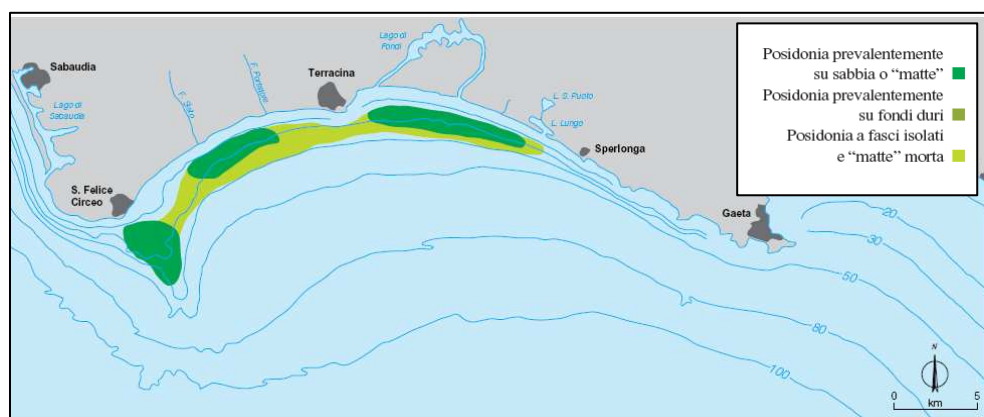 Posidonia prevalentemente
su sabbia o “matte”
Posidonia prevalentemente
su fondi duri
Posidonia a fasci isolati
e “matte” morta
Sabaudia
Lago di
Sabaudia
F. Sisto
F. Portatore
Terracina
Lago di
Fondi
L. S. Puoto
L. Lungo
Sperlonga
S. Felice
Circeo
Gaeta
20
30
50
80
100
N
0
5
km